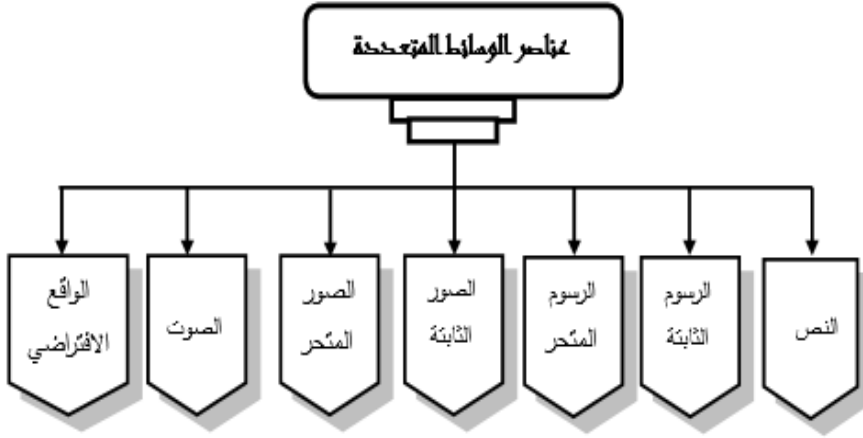 عناصر الوسائط المتعددة
النص
الرسوم
الثابتة
الرسوم
المتحر
الصور
الثابتة
الصور
المتحر
الصوت
الواقع
الافتراضي